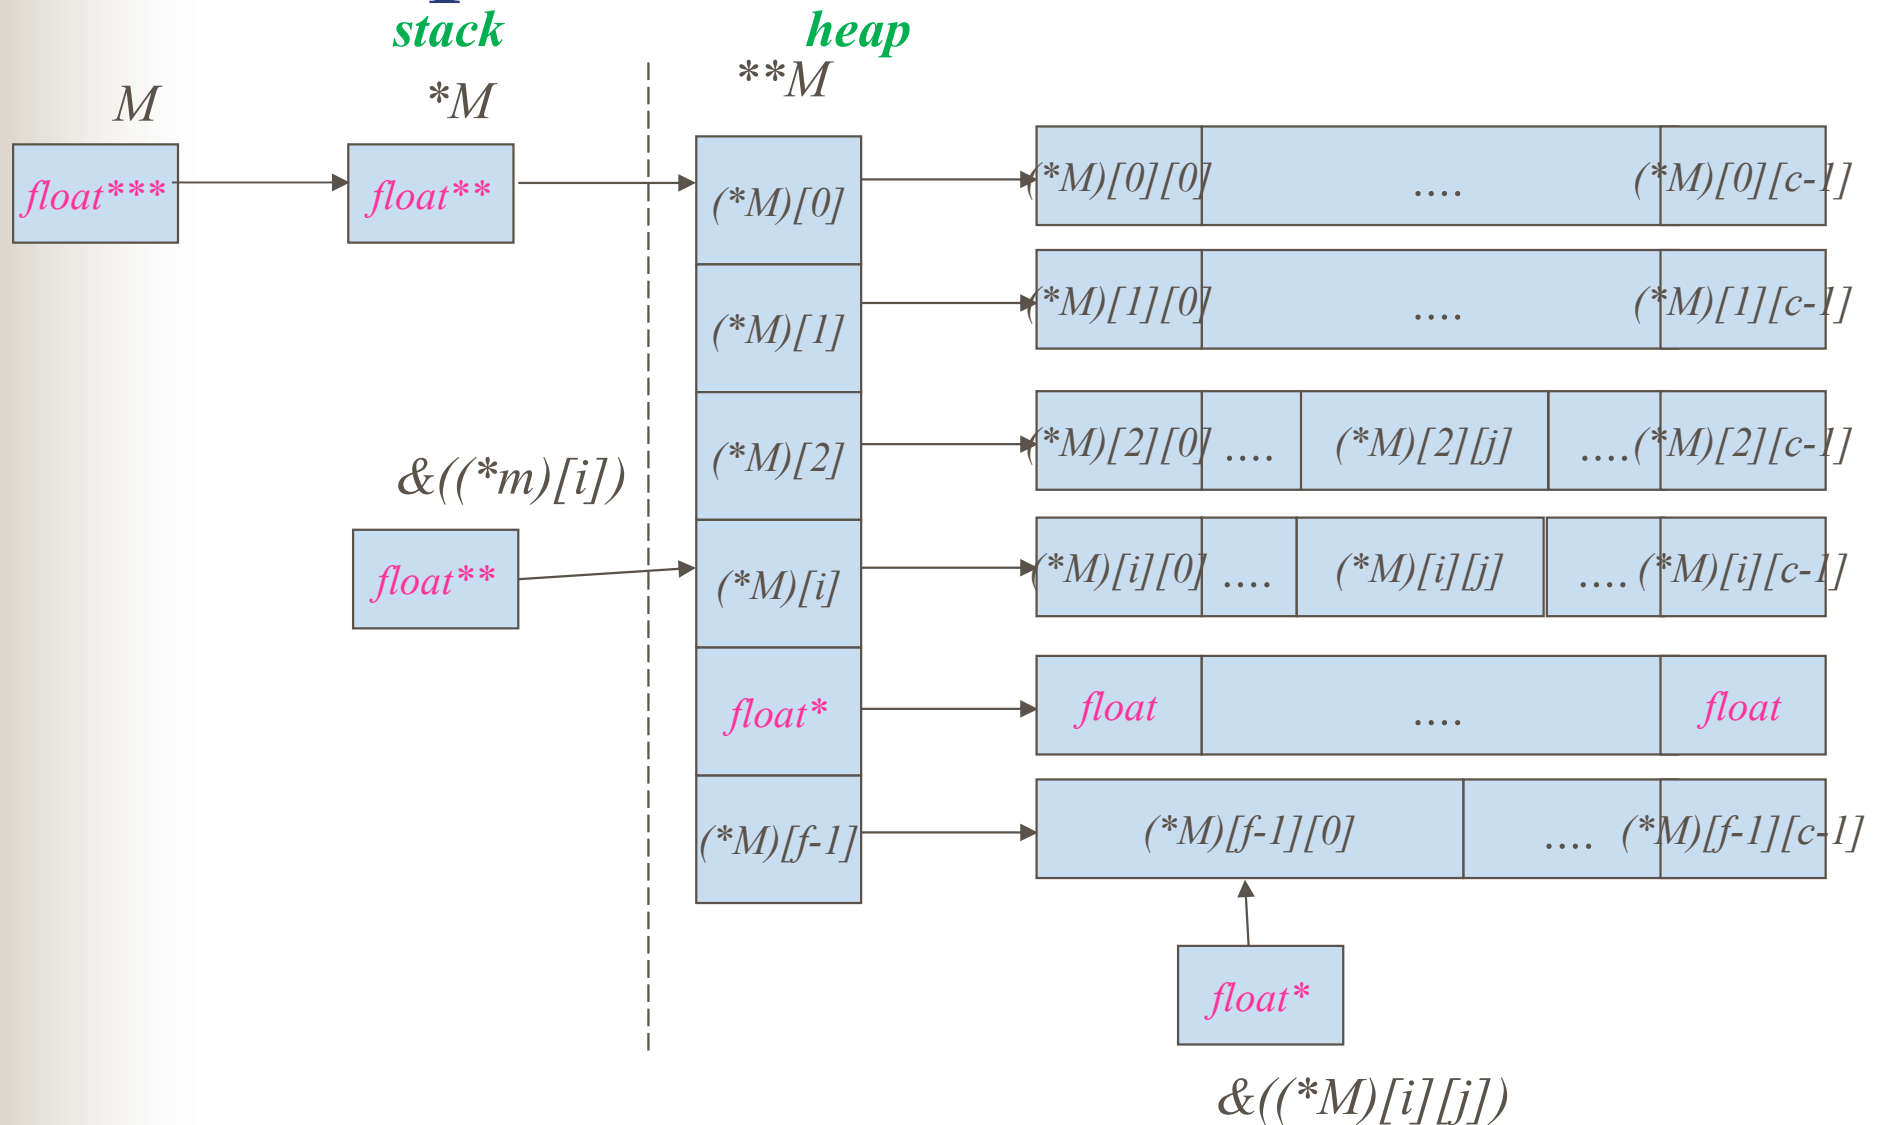 stack
heap
M
*M
**M
float***
float**
(*M)[0]
(*M)[0][0]
....
(*M)[0][c-1]
(*M)[1]
(*M)[1][0]
....
(*M)[1][c-1]
(*M)[2]
(*M)[2][0]
....
(*M)[2][j]
....
(*M)[2][c-1]
&((*m)[i])
float**
(*M)[i]
(*M)[i][0]
....
(*M)[i][j]
....
(*M)[i][c-1]
float*
float
....
float
(*M)[f-1]
(*M)[f-1][0]
....
(*M)[f-1][c-1]
float*
&((*M)[i][j])